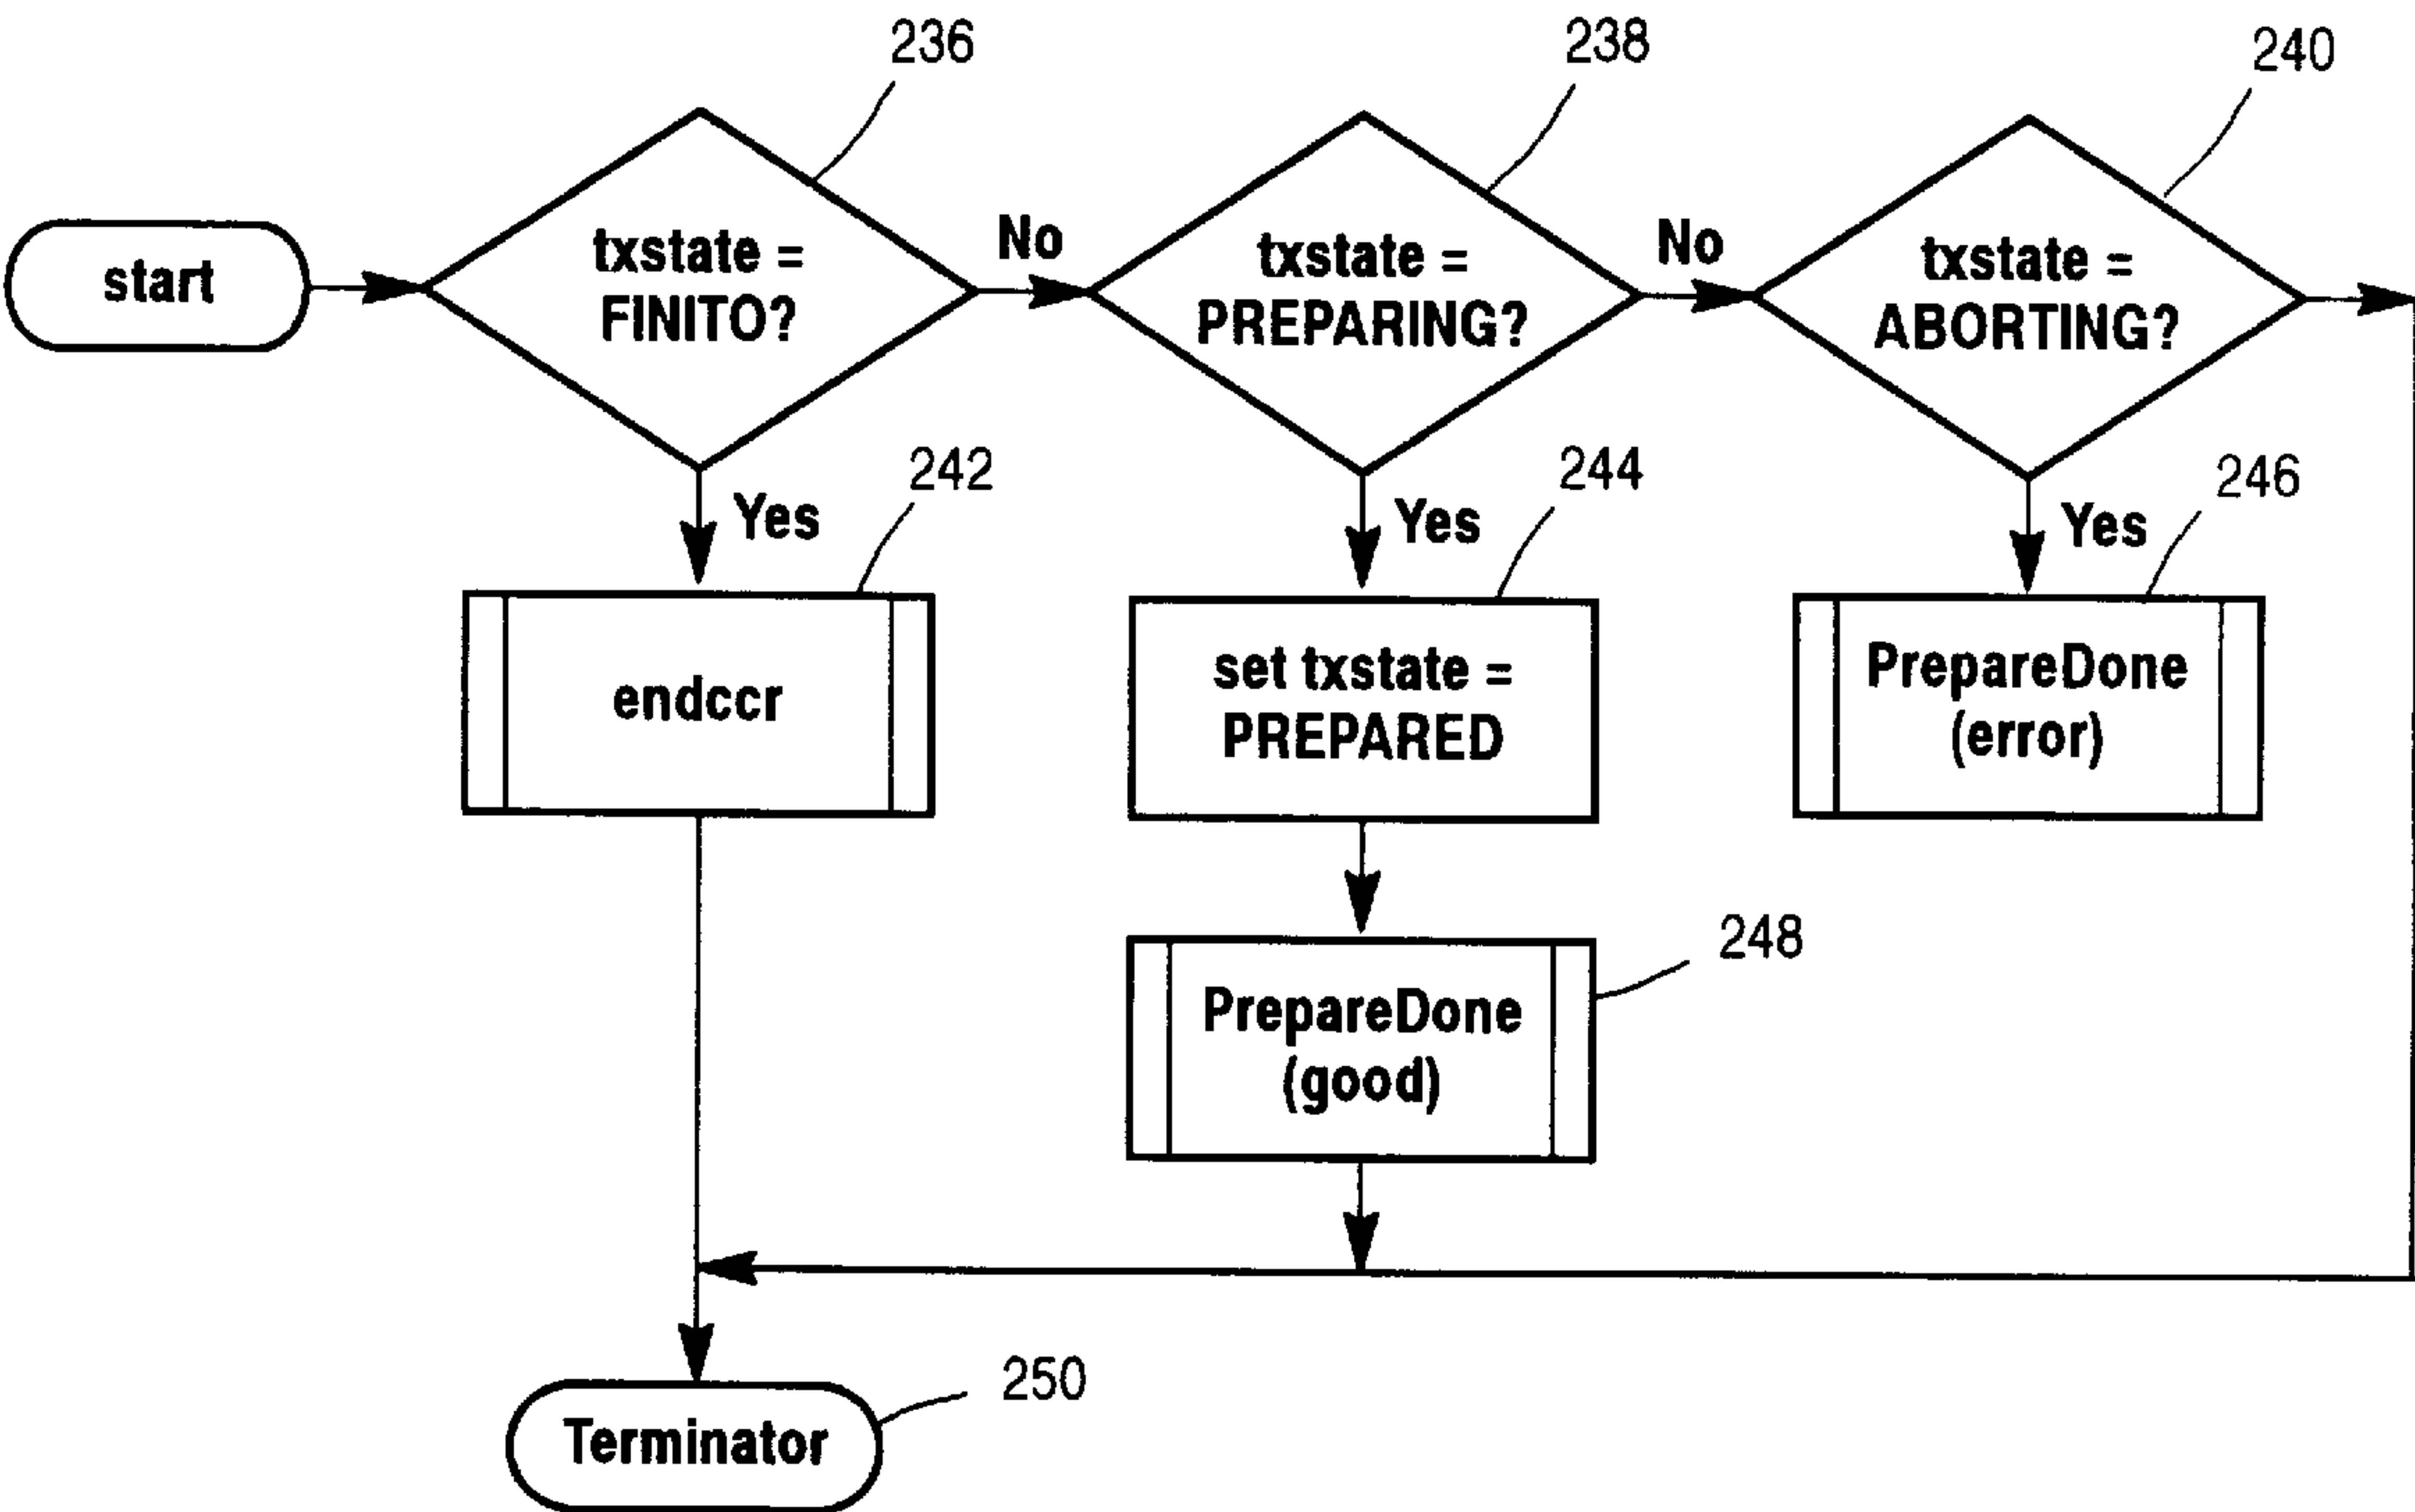 236
238
240
start
txstate =
FINITO?
No
txstate =
PREPARING?
No
txstate =
ABORTING?
242
Yes
244
Yes
246
Yes
endccr
set txstate =
PREPARED
PrepareDone
(error)
248
PrepareDone
(good)
250
Terminator